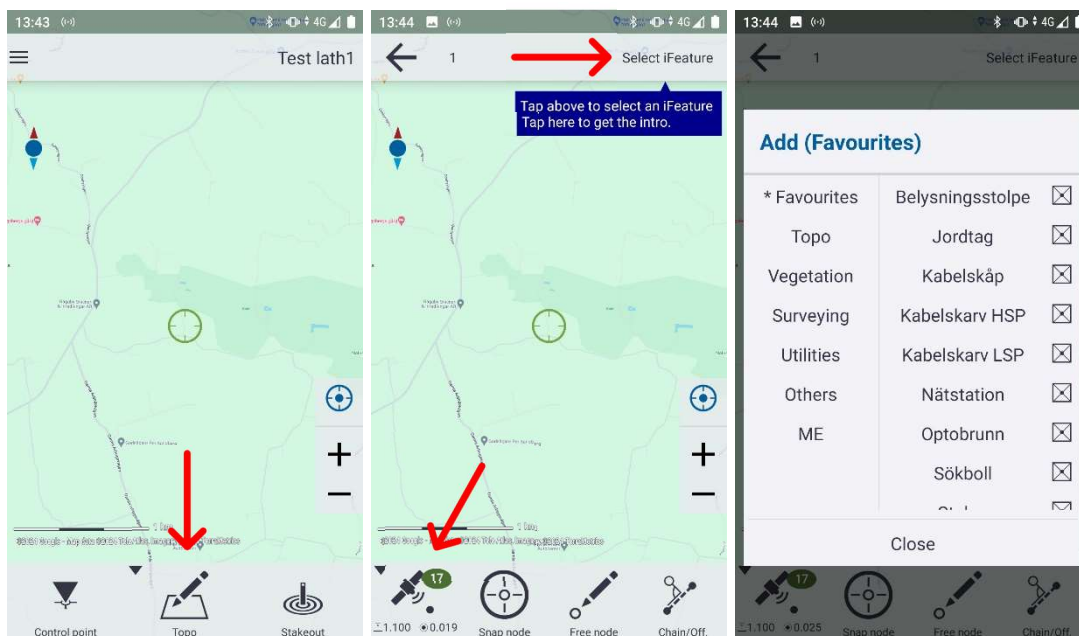 13:43
4G
Test lath1
1 km
Control point
Topo
Stakeout
13:44
4G
1
Select iFeature
Tap above to select an iFeature
Tap here to get the intro.
17
1.100
0.019
Snap node
Free node
Chain/Off.
13:44
4G
1
Select iFeature
Add (Favourites)
* Favourites
Belysningsstolpe
Topo
Jordtag
Vegetation
Kabelskåp
Surveying
Kabelskarv HSP
Utilities
Kabelskarv LSP
Others
Nätstation
ME
Optobrunn
Sökboll
Close
17
1.100
0.025
Snap node
Free node
Chain/Off.